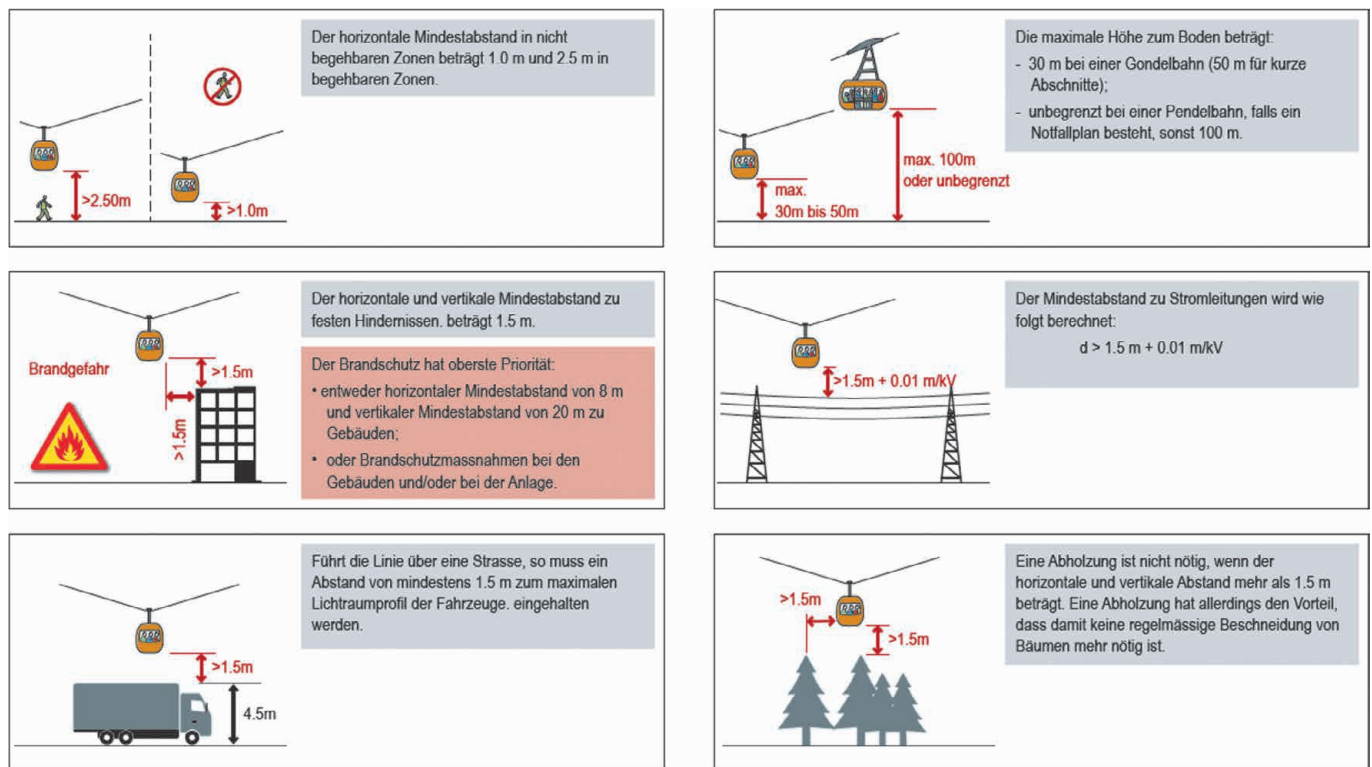 Der horizontale Mindestabstand in nicht
begehbaren Zonen beträgt 1.0 m und 2.5 m in
begehbaren Zonen.
>2.50m
>1.0m
Die maximale Höhe zum Boden beträgt:
- 30 m bei einer Gondelbahn (50 m für kurze
Abschnitte);
- unbegrenzt bei einer Pendelbahn, falls ein
Notfallplan besteht, sonst 100 m.
max. 100m
oder unbegrenzt
max.
30m bis 50m
Der horizontale und vertikale Mindestabstand zu
festen Hindernissen. beträgt 1.5 m.
Der Brandschutz hat oberste Priorität:
• entweder horizontaler Mindestabstand von 8 m
und vertikaler Mindestabstand von 20 m zu
Gebäuden;
• oder Brandschutzmassnahmen bei den
Gebäuden und/oder bei der Anlage.
Brandgefahr
>1.5m
>1.5m
Der Mindestabstand zu Stromleitungen wird wie
folgt berechnet:
d > 1.5 m + 0.01 m/kV
>1.5m + 0.01 m/kV
Führt die Linie über eine Strasse, so muss ein
Abstand von mindestens 1.5 m zum maximalen
Lichtraumprofil der Fahrzeuge. eingehalten
werden.
>1.5m
4.5m
Eine Abholzung ist nicht nötig, wenn der
horizontale und vertikale Abstand mehr als 1.5 m
beträgt. Eine Abholzung hat allerdings den Vorteil,
dass damit keine regelmässige Beschneidung von
Bäumen mehr nötig ist.
>1.5m
>1.5m